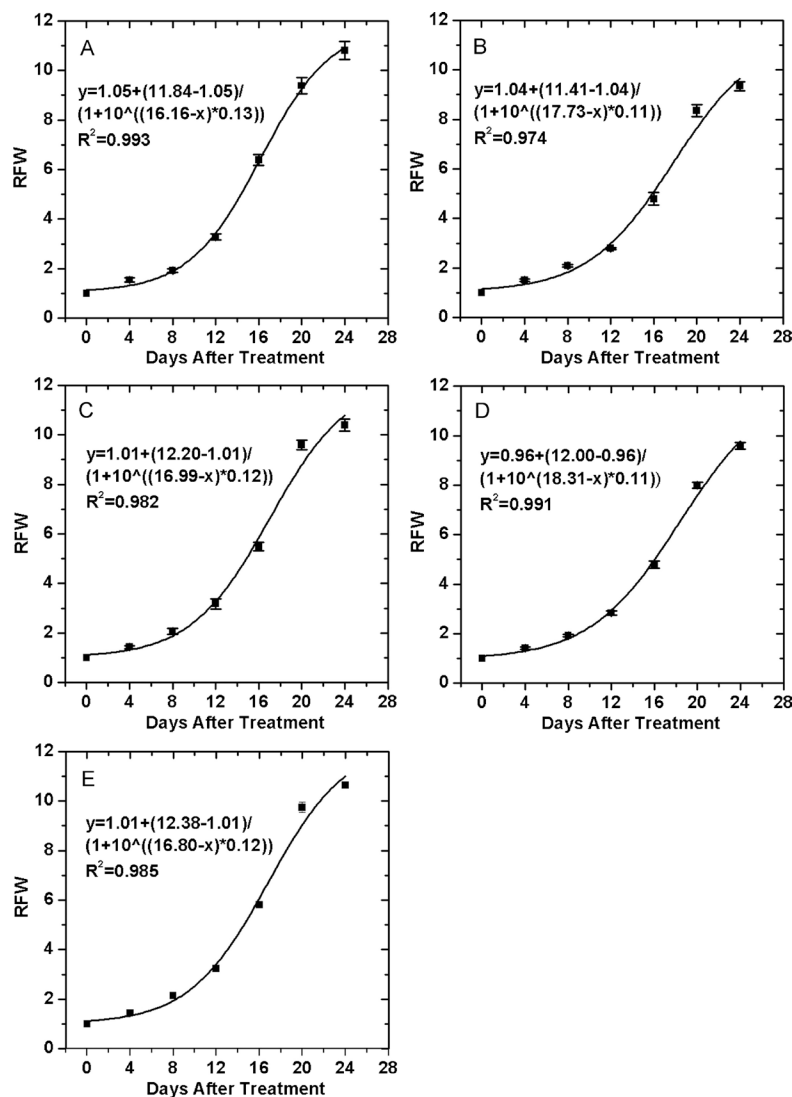 A
y=1.05+(11.84-1.05)/
(1+10^((16.16-x)*0.13))
R²=0.993
RFW
12
10
8
6
4
2
0
0 4 8 12 16 20 24 28
Days After Treatment
B
y=1.04+(11.41-1.04)/
(1+10^((17.73-x)*0.11))
R²=0.974
RFW
12
10
8
6
4
2
0
0 4 8 12 16 20 24 28
Days After Treatment
C
y=1.01+(12.20-1.01)/
(1+10^((16.99-x)*0.12))
R²=0.982
RFW
12
10
8
6
4
2
0
0 4 8 12 16 20 24 28
Days After Treatment
D
y=0.96+(12.00-0.96)/
(1+10^(18.31-x)*0.11))
R²=0.991
RFW
12
10
8
6
4
2
0
0 4 8 12 16 20 24 28
Days After Treatment
E
y=1.01+(12.38-1.01)/
(1+10^((16.80-x)*0.12))
R²=0.985
RFW
12
10
8
6
4
2
0
0 4 8 12 16 20 24 28
Days After Treatment